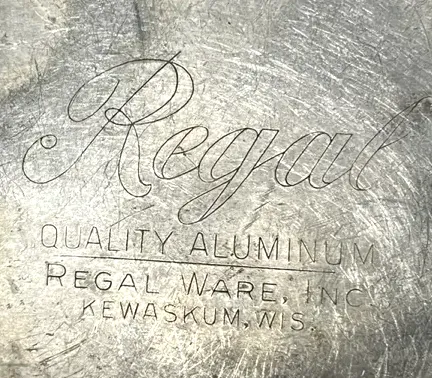 Regal
QUALITY ALUMINUM
REGAL WARE, INC.
KEWASKUM, WIS.